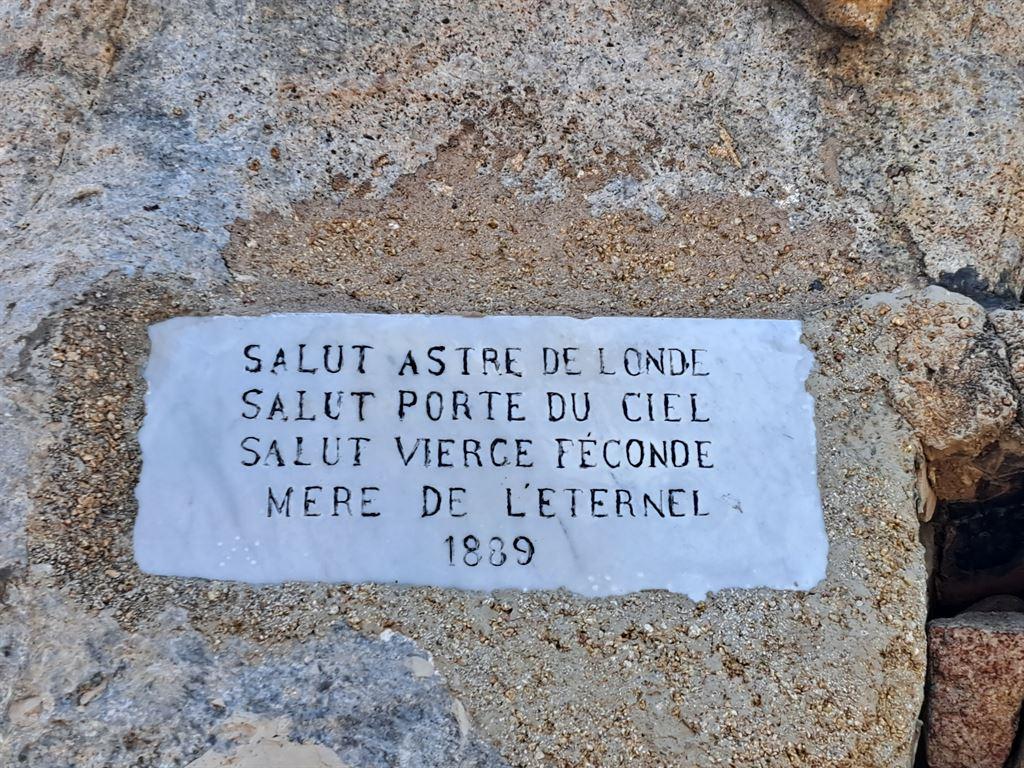 SALUT ASTRE DE LONDE
SALUT PORTE DU CIEL
SALUT VIERGE FÉCONDE
MERE DE L'ETERNEL
1889